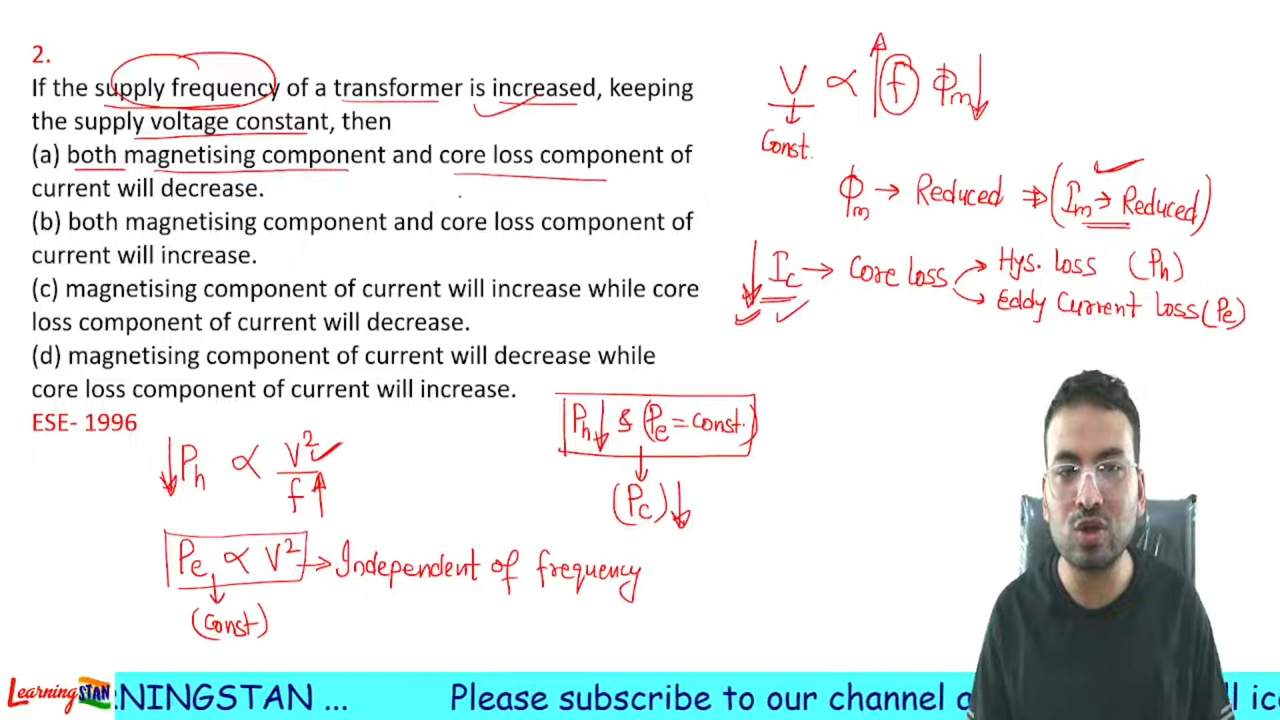 2.
If the supply frequency of a transformer is increased, keeping
the supply voltage constant, then
(a) both magnetising component and core loss component of
current will decrease.
(b) both magnetising component and core loss component of
current will increase.
(c) magnetising component of current will increase while core
loss component of current will decrease.
(d) magnetising component of current will decrease while
core loss component of current will increase.
ESE- 1996
V ∝ ↑ f ϕm ↓
Const.
ϕm → Reduced ⇒ (Im → Reduced)
↓ Ic → Core loss → Hys. loss (Ph)
→ Eddy Current loss (Pe)
↓ Ph ∝ V²/f ↑
Ph ↓ & (Pe = Const.)
(Pc) ↓
Pe ∝ V² → Independent of frequency
(Const)
LearningSTAN
RNINGSTAN ... Please subscribe to our channel